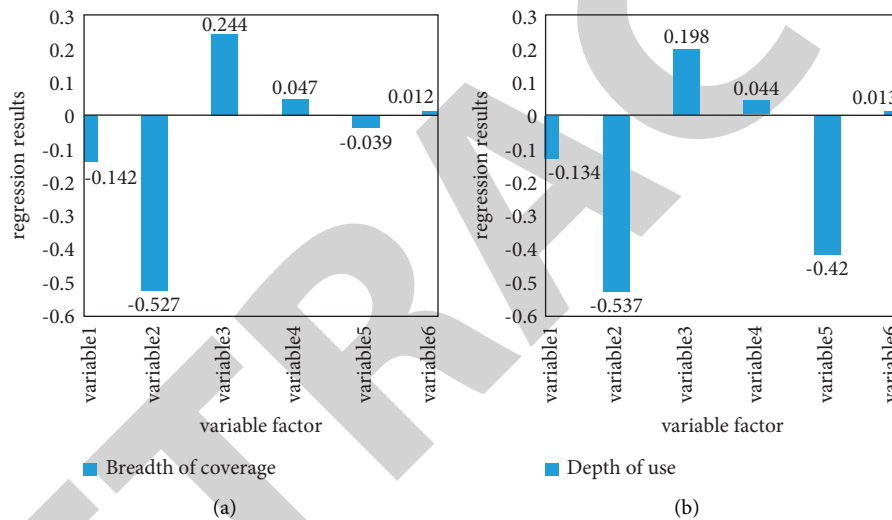 0.3
0.2
0.1
0
-0.1
-0.2
-0.3
-0.4
-0.5
-0.6
regression results
-0.142
-0.527
0.244
0.047
-0.039
0.012
variable1
variable2
variable3
variable4
variable5
variable6
variable factor
Breadth of coverage
(a)
0.3
0.2
0.1
0
-0.1
-0.2
-0.3
-0.4
-0.5
-0.6
regression results
-0.134
-0.537
0.198
0.044
-0.42
0.013
variable1
variable2
variable3
variable4
variable5
variable6
variable factor
Depth of use
(b)
TRAC